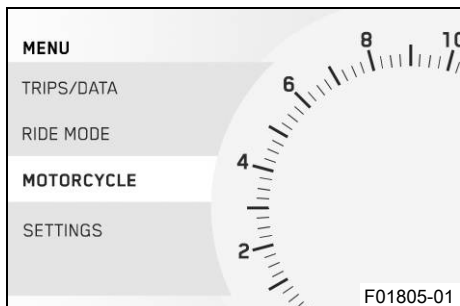 MENU
TRIPS/DATA
RIDE MODE
MOTORCYCLE
SETTINGS
2
4
6
8
10
F01805-01